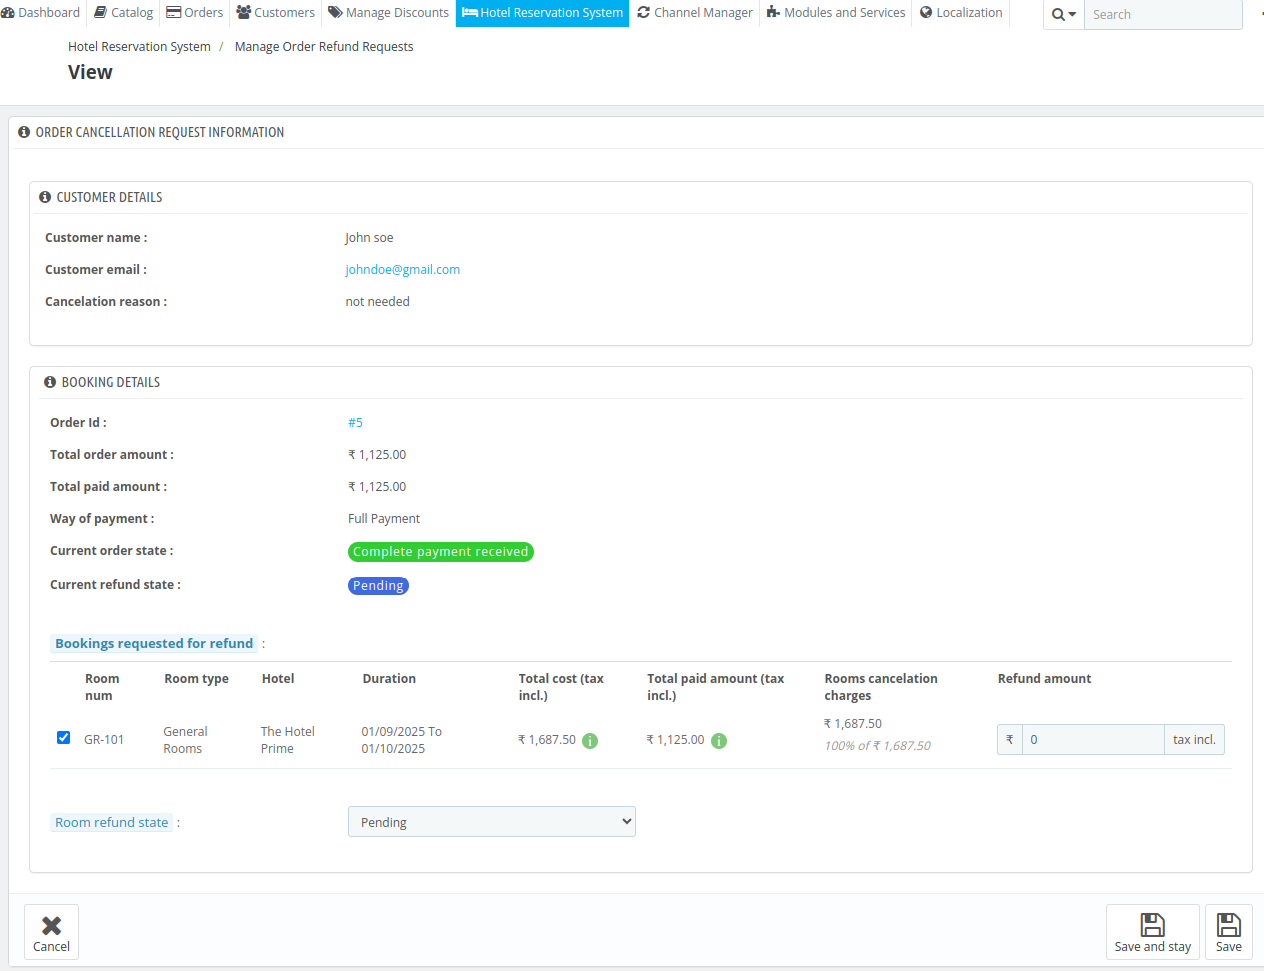 Dashboard Catalog Orders Customers Manage Discounts Hotel Reservation System Channel Manager Modules and Services Localization Search
Hotel Reservation System / Manage Order Refund Requests
View
ORDER CANCELLATION REQUEST INFORMATION
CUSTOMER DETAILS
Customer name : John soe
Customer email : johndoe@gmail.com
Cancelation reason : not needed
BOOKING DETAILS
Order Id : #5
Total order amount : ₹ 1,125.00
Total paid amount : ₹ 1,125.00
Way of payment : Full Payment
Current order state : Complete payment received
Current refund state : Pending
Bookings requested for refund :
Room num Room type Hotel Duration Total cost (tax incl.) Total paid amount (tax incl.) Rooms cancelation charges Refund amount
GR-101 General Rooms The Hotel Prime 01/09/2025 To 01/10/2025 ₹ 1,687.50 ₹ 1,125.00 ₹ 1,687.50 100% of ₹ 1,687.50 ₹ 0 tax incl.
Room refund state : Pending
Cancel Save and stay Save